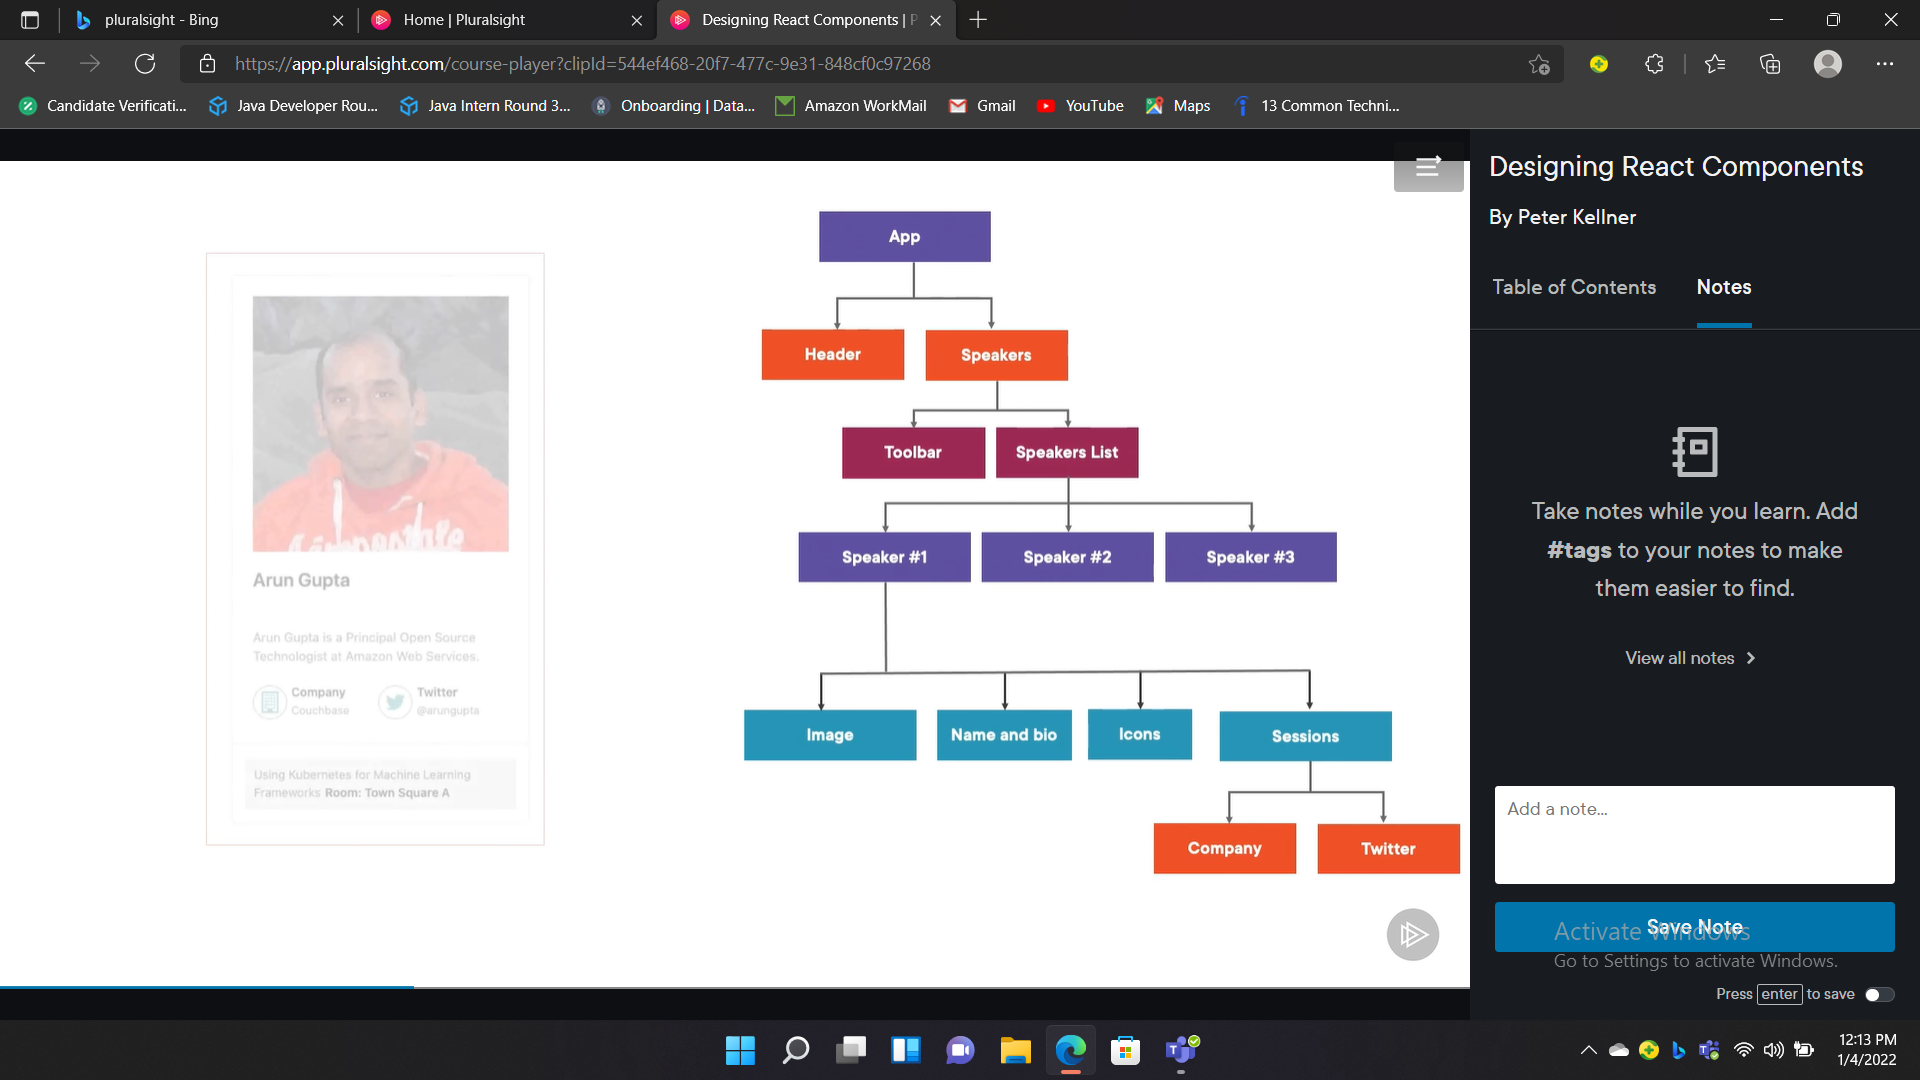 pluralsight - Bing
Home | Pluralsight
Designing React Components | P
https://app.pluralsight.com/course-player?clipId=544ef468-20f7-477c-9e31-848cf0c97268
Candidate Verificati...
Java Developer Rou...
Java Intern Round 3...
Onboarding | Data...
Amazon WorkMail
Gmail
YouTube
Maps
13 Common Techni...
App
Header
Speakers
Toolbar
Speakers List
Speaker #1
Speaker #2
Speaker #3
Image
Name and bio
Icons
Sessions
Company
Twitter
Arun Gupta
Arun Gupta is a Principal Open Source
Technologist at Amazon Web Services.
Company
Couchbase
Twitter
@arungupta
Using Kubernetes for Machine Learning
Frameworks Room: Town Square A
Designing React Components
By Peter Kellner
Table of Contents
Notes
Take notes while you learn. Add
#tags to your notes to make
them easier to find.
View all notes
Add a note...
Save Note
Activate Windows
Go to Settings to activate Windows.
Press enter to save
12:13 PM
1/4/2022